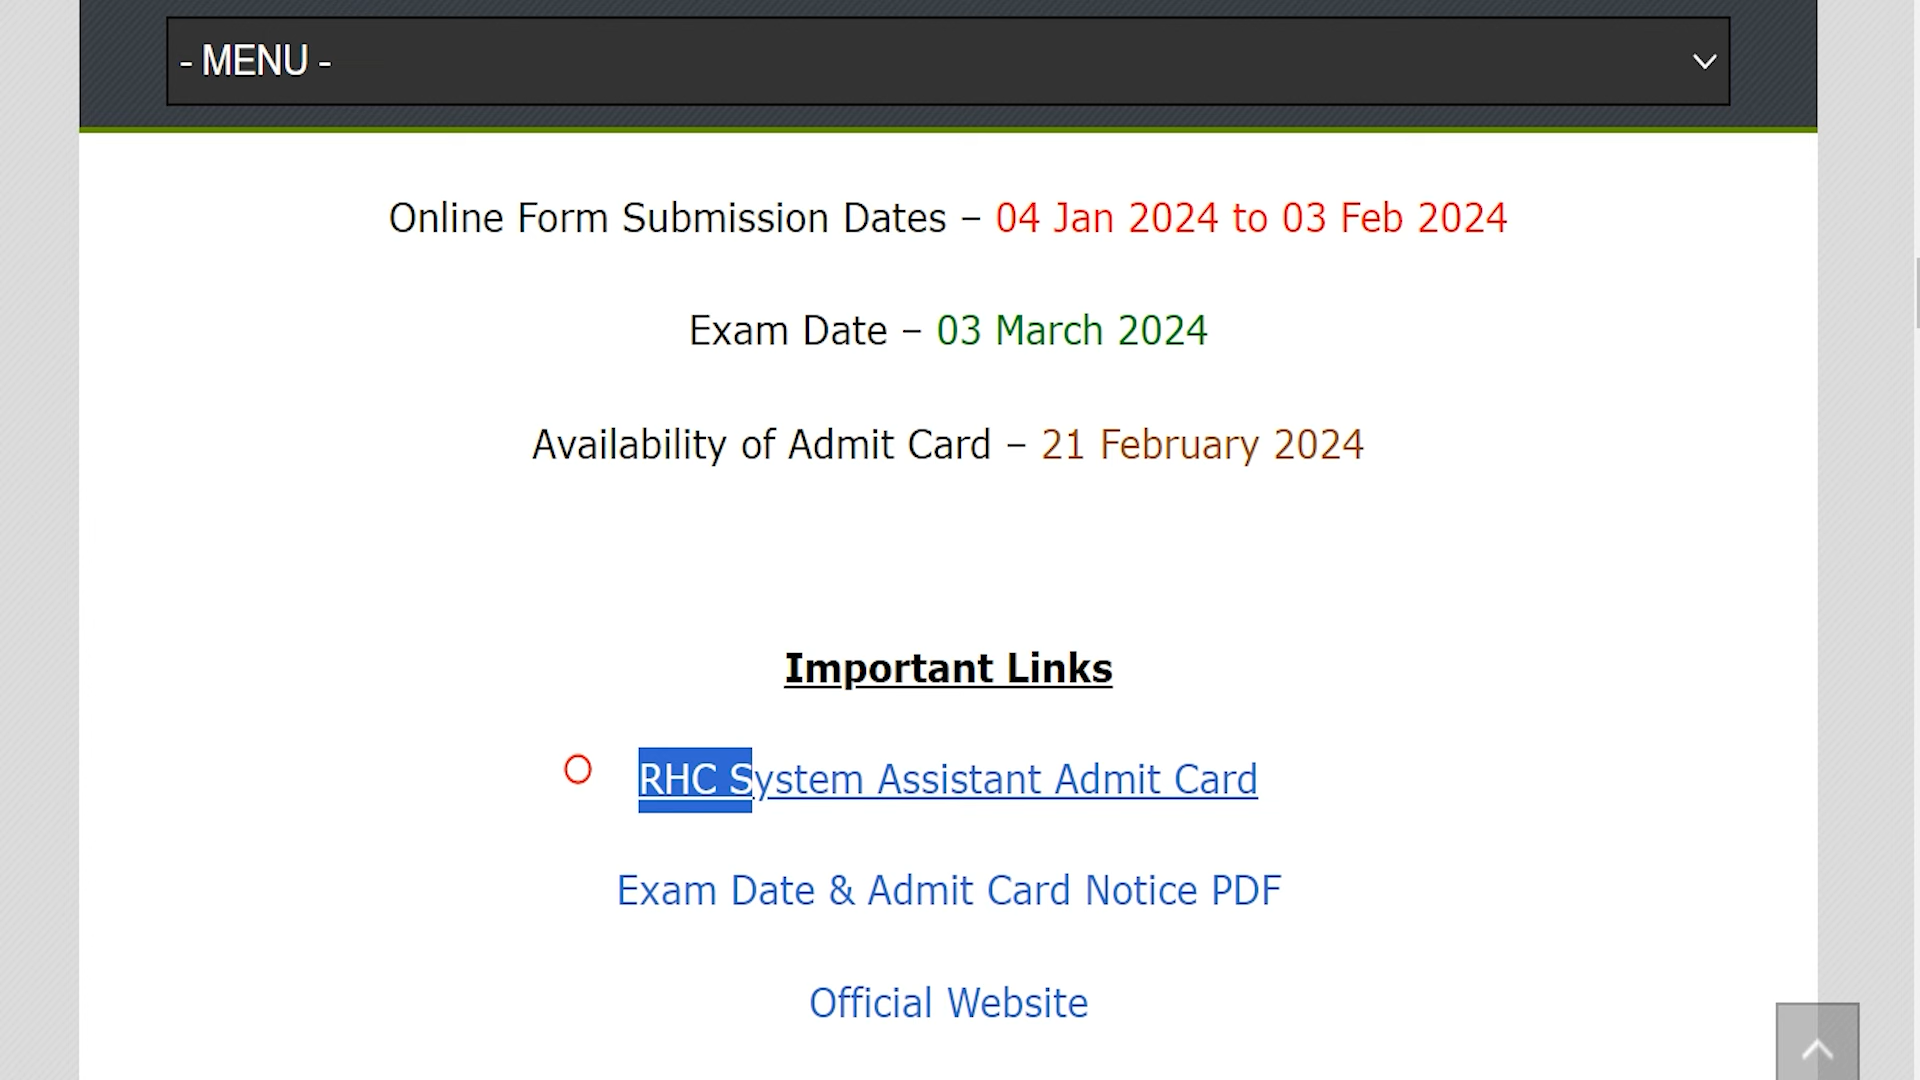 - MENU -
Online Form Submission Dates – 04 Jan 2024 to 03 Feb 2024
Exam Date – 03 March 2024
Availability of Admit Card – 21 February 2024
Important Links
RHC System Assistant Admit Card
Exam Date & Admit Card Notice PDF
Official Website